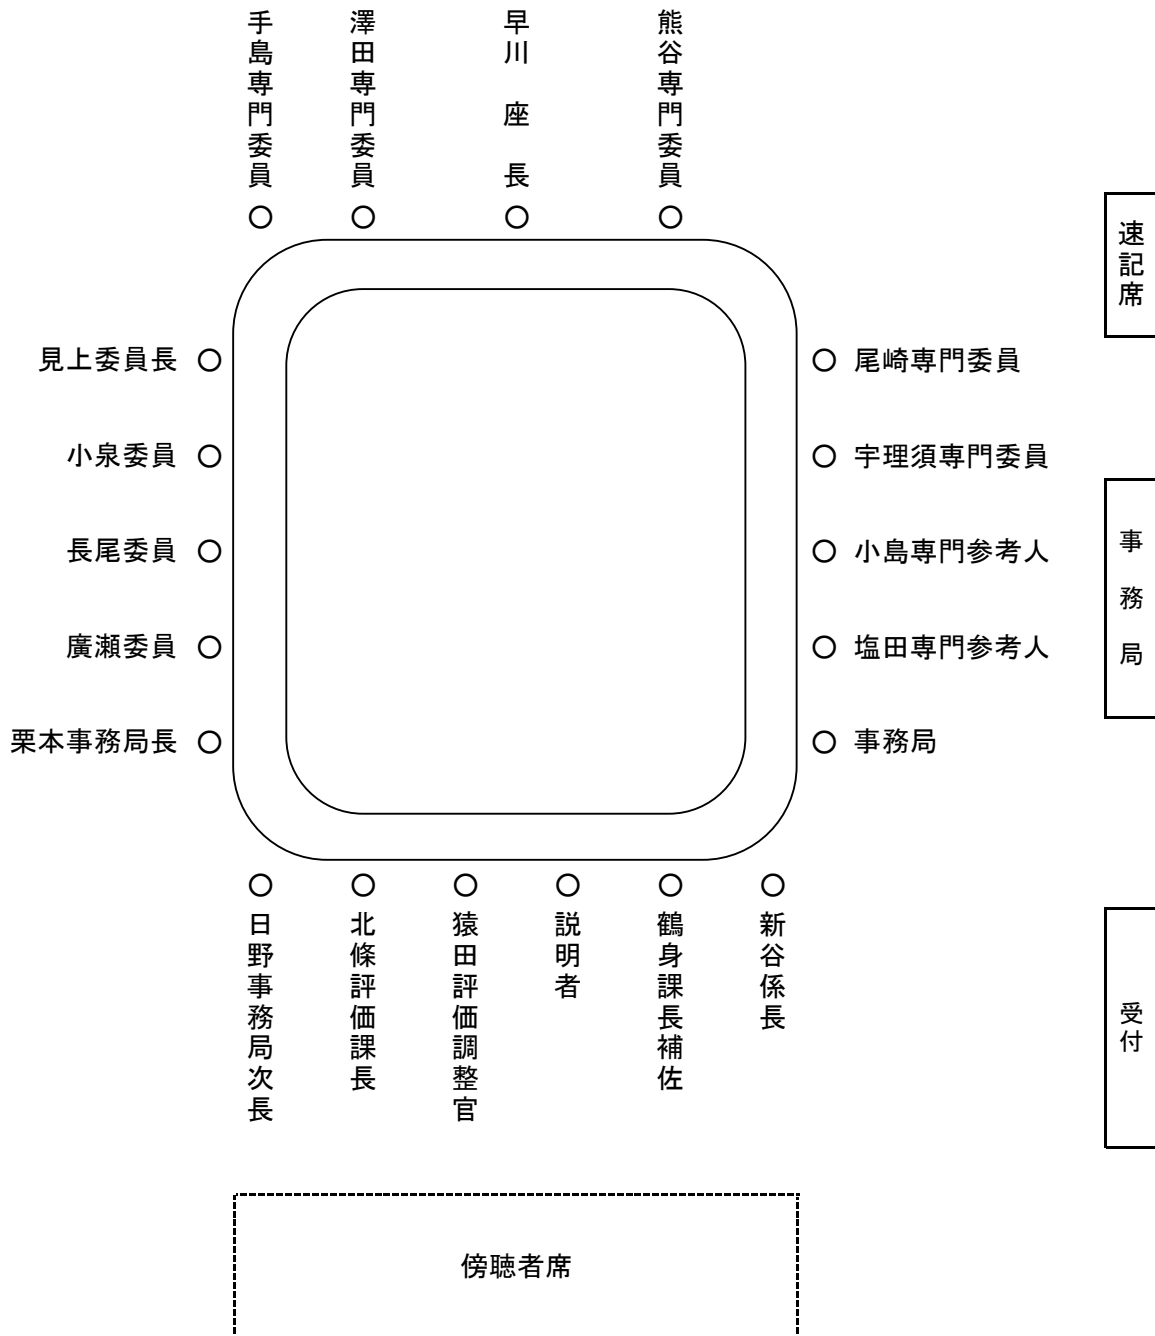 手島専門委員
澤田専門委員
早川 座長
熊谷専門委員
速記席
見上委員長
尾崎専門委員
小泉委員
宇理須専門委員
長尾委員
小島専門参考人
事務局
廣瀬委員
塩田専門参考人
栗本事務局長
事務局
日野事務局次長
北條評価課長
猿田評価調整官
説明者
鶴身課長補佐
新谷係長
受付
傍聴者席